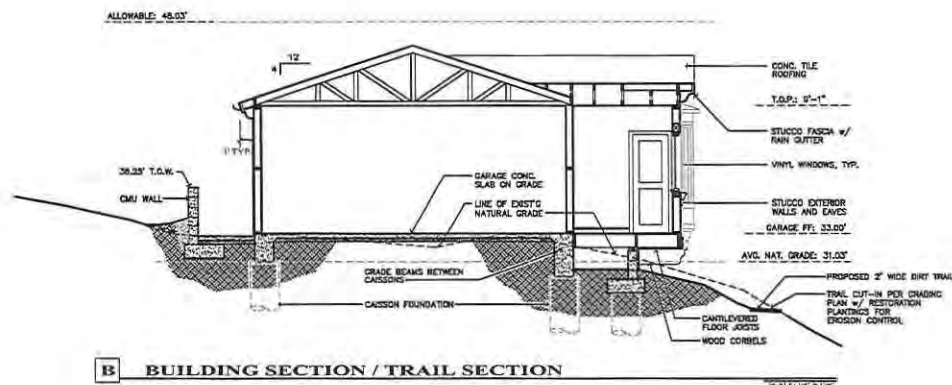 ALLOWABLE: 48.03'
12
4
CONC. TILE
ROOFING
T.O.P.: 9'-1"
STUCCO FASCIA w/
RAIN GUTTER
1' TYP.
VINYL WINDOWS, TYP.
36.25' T.O.W.
CMU WALL
GARAGE CONC.
SLAB ON GRADE
LINE OF EXIST'G
NATURAL GRADE
STUCCO EXTERIOR
WALLS AND EAVES
GARAGE FF: 33.00'
AVG. NAT. GRADE: 31.03'
GRADE BEAMS BETWEEN
CAISSONS
PROPOSED 2' WIDE DIRT TRAIL
CAISSON FOUNDATION
TRAIL CUT-IN PER GRADING
PLAN w/ RESTORATION
PLANTINGS FOR
EROSION CONTROL
CANTILEVERED
FLOOR JOISTS
WOOD CORBELS
B BUILDING SECTION / TRAIL SECTION